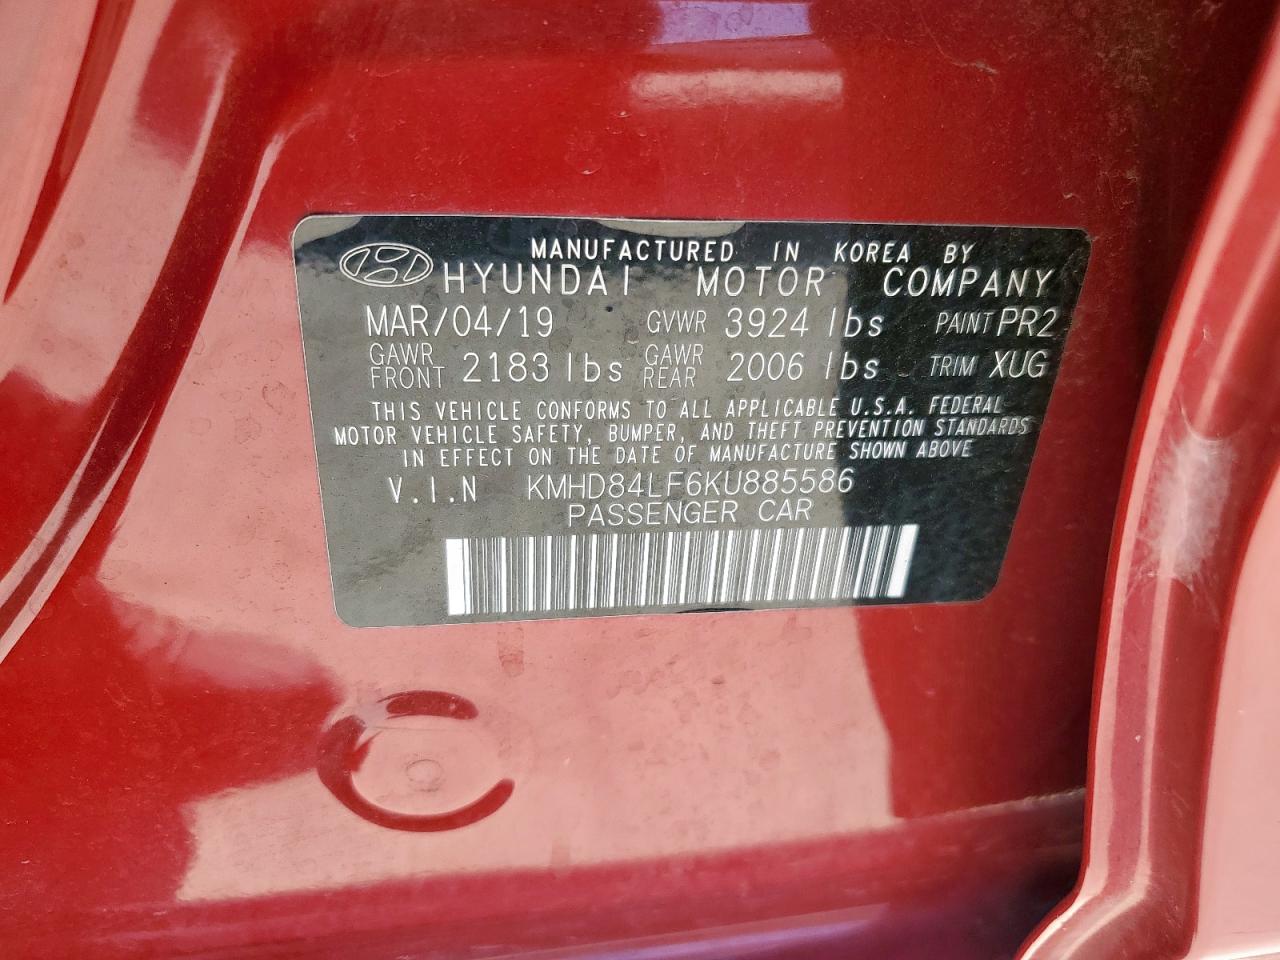 MANUFACTURED IN KOREA BY
HYUNDAI MOTOR COMPANY
MAR/04/19 GVWR 3924 lbs PAINT PR2
GAWR FRONT 2183 lbs GAWR REAR 2006 lbs TRIM XUG
THIS VEHICLE CONFORMS TO ALL APPLICABLE U.S.A. FEDERAL
MOTOR VEHICLE SAFETY, BUMPER, AND THEFT PREVENTION STANDARDS
IN EFFECT ON THE DATE OF MANUFACTURE SHOWN ABOVE
V.I.N KMHD84LF6KU885586
PASSENGER CAR